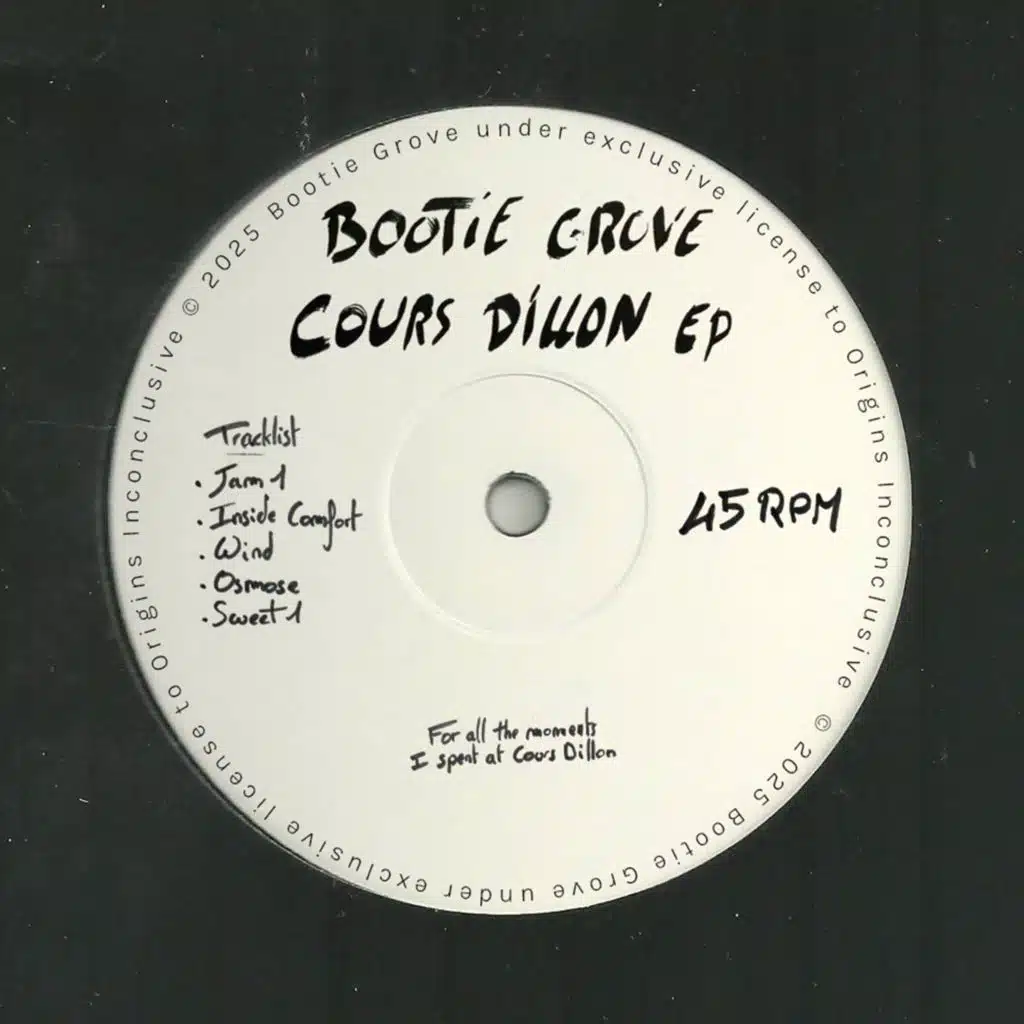 © 2025 Bootie Grove under exclusive license to Origins Inconclusive
© 2025 Bootie Grove under exclusive license to Origins Inconclusive
BOOTiE GROVE
COURS DiLLON EP
Tracklist
. Jam 1
. Inside Comfort
. Wind
. Osmose
. Sweet 1
45 RPM
For all the moments
I spent at Cours Dillon